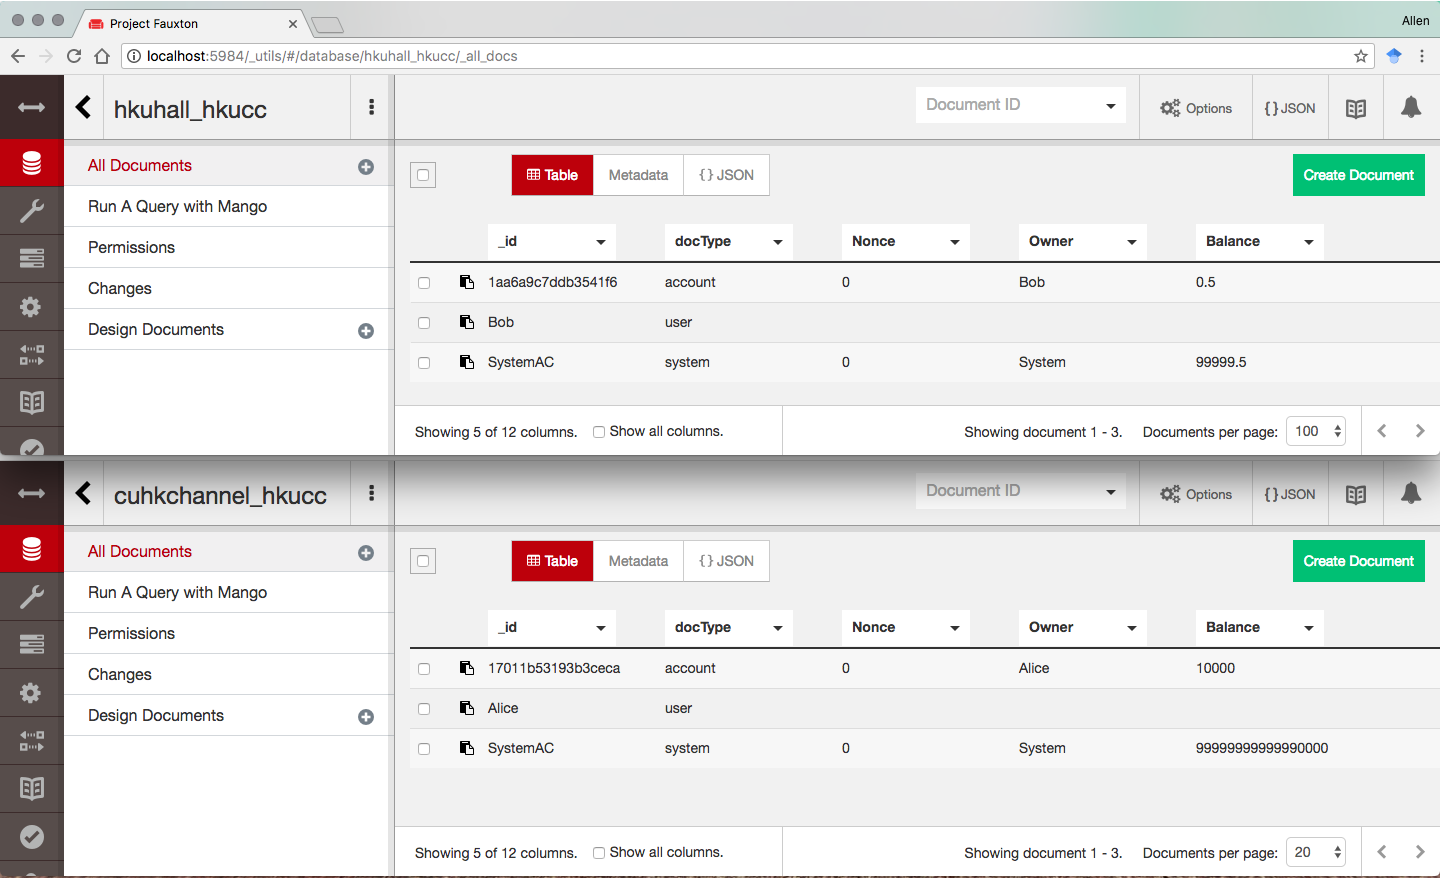 Project Fauxton
Allen
localhost:5984/_utils/#/database/hkuhall_hkucc/_all_docs
hkuhall_hkucc
Document ID
Options
{ } JSON
All Documents
Run A Query with Mango
Permissions
Changes
Design Documents
Table
Metadata
{ } JSON
Create Document
_id docType Nonce Owner Balance
1aa6a9c7ddb3541f6 account 0 Bob 0.5
Bob user
SystemAC system 0 System 99999.5
Showing 5 of 12 columns. Show all columns. Showing document 1 - 3. Documents per page: 100
cuhkchannel_hkucc
Document ID
Options
{ } JSON
All Documents
Run A Query with Mango
Permissions
Changes
Design Documents
Table
Metadata
{ } JSON
Create Document
_id docType Nonce Owner Balance
17011b53193b3ceca account 0 Alice 10000
Alice user
SystemAC system 0 System 99999999999990000
Showing 5 of 12 columns. Show all columns. Showing document 1 - 3. Documents per page: 20